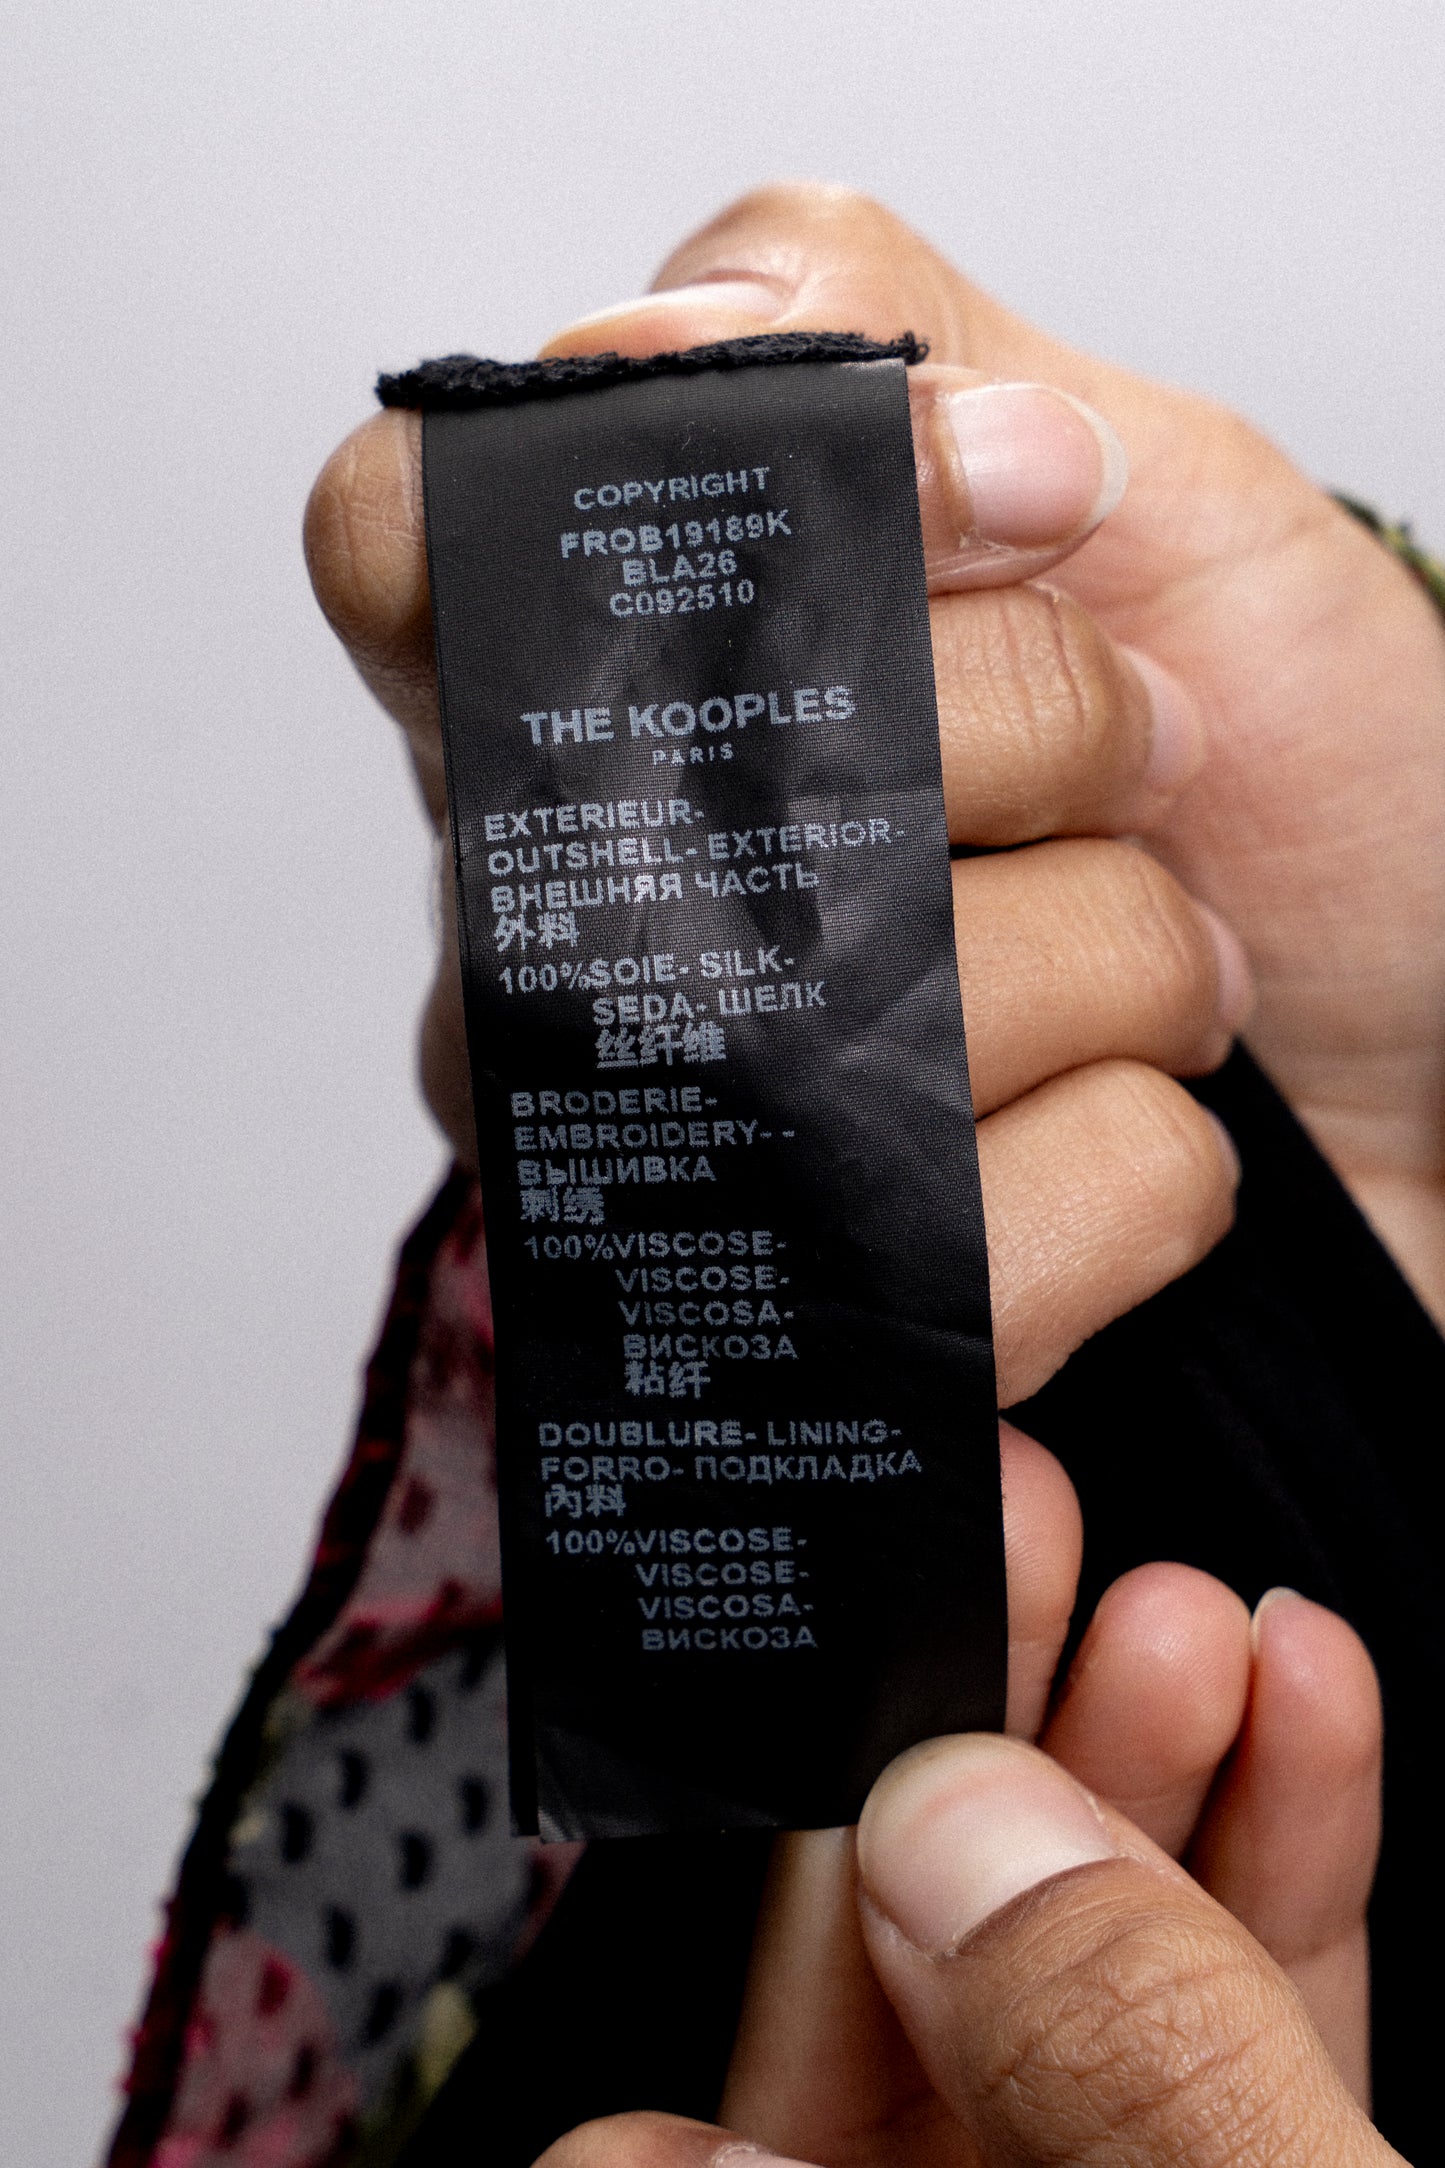 COPYRIGHT
FROB19189K
BLA26
C092510
THE KOOPLES
PARIS
EXTERIEUR-
OUTSHELL- EXTERIOR-
ВНЕШНЯЯ ЧАСТЬ
外料
100%SOIE- SILK-
SEDA- ШЕЛК
丝纤维
BRODERIE-
EMBROIDERY- -
ВЫШИВКА
刺绣
100%VISCOSE-
VISCOSE-
VISCOSA-
ВИСКОЗА
粘纤
DOUBLURE- LINING-
FORRO- ПОДКЛАДКА
內料
100%VISCOSE-
VISCOSE-
VISCOSA-
ВИСКОЗА